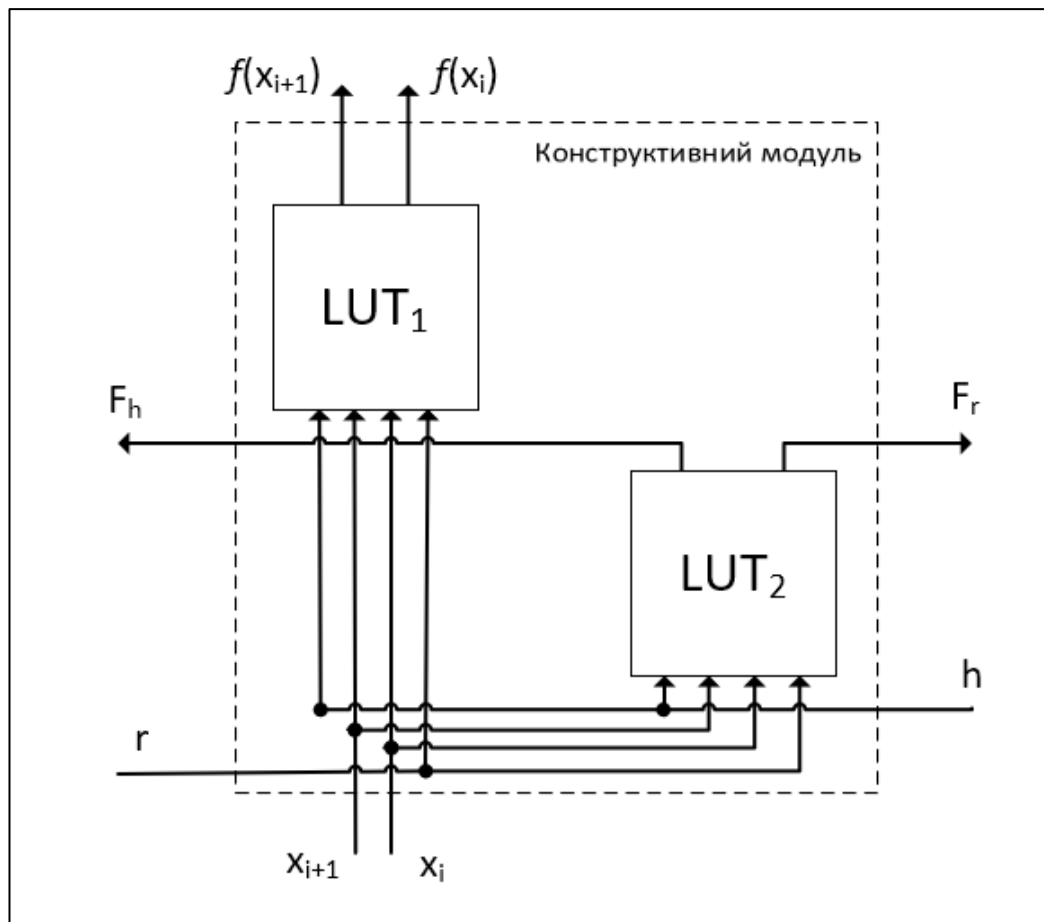 f(xᵢ₊₁) f(xᵢ)
Конструктивний модуль
LUT₁
Fₕ
Fᵣ
LUT₂
h
r
xᵢ₊₁ xᵢ